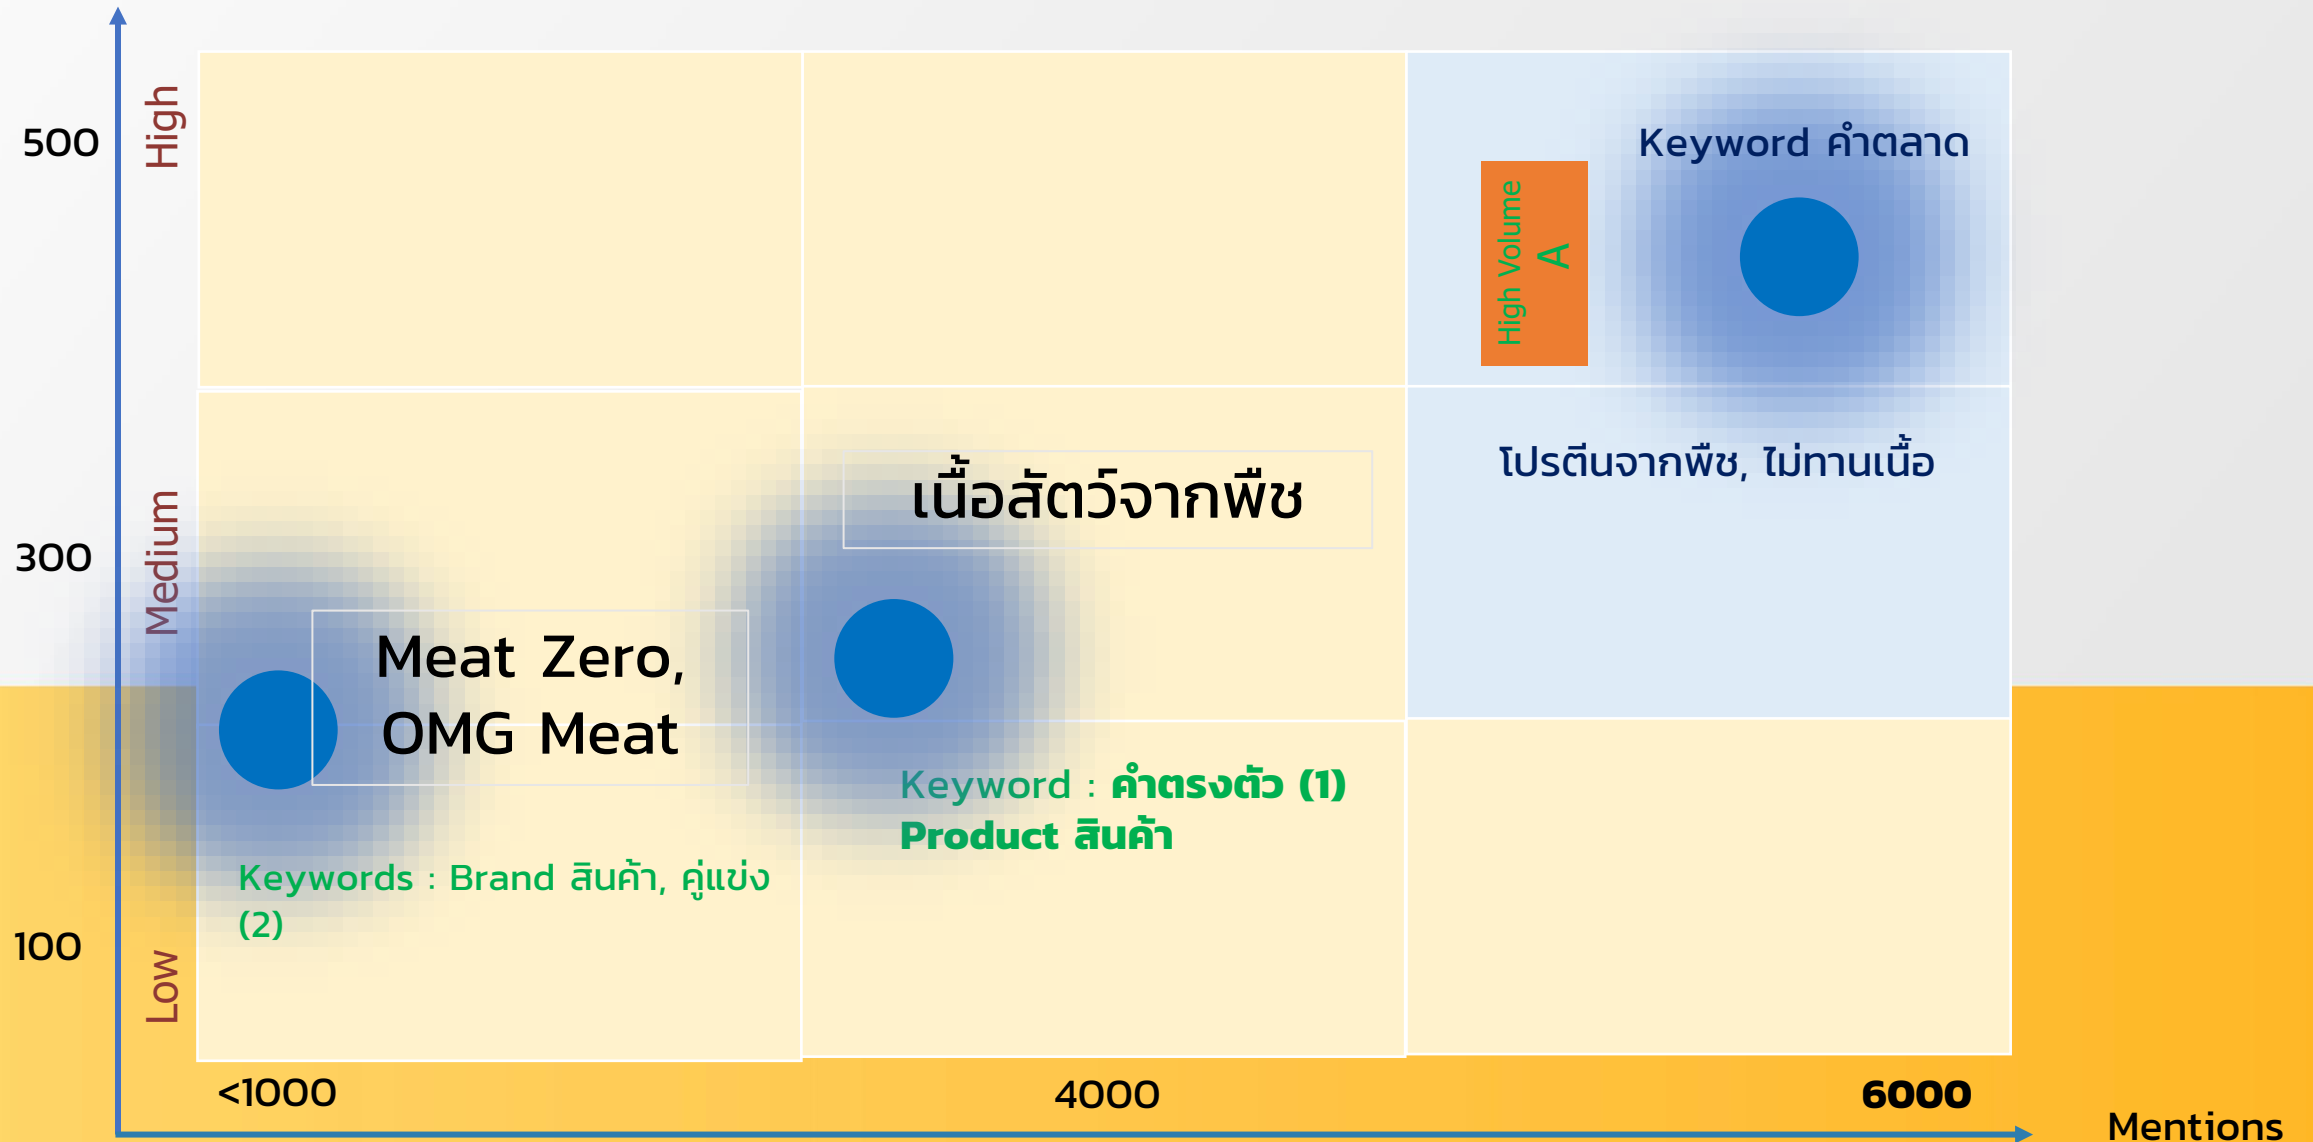 500
High
Keyword คำตลาด
High Volume
A
300
Medium
เนื้อสัตว์จากพืช
โปรตีนจากพืช, ไม่ทานเนื้อ
Meat Zero,
OMG Meat
Keyword : คำตรงตัว (1)
Product สินค้า
Keywords : Brand สินค้า, คู่แข่ง
(2)
100
Low
<1000
4000
6000
Mentions